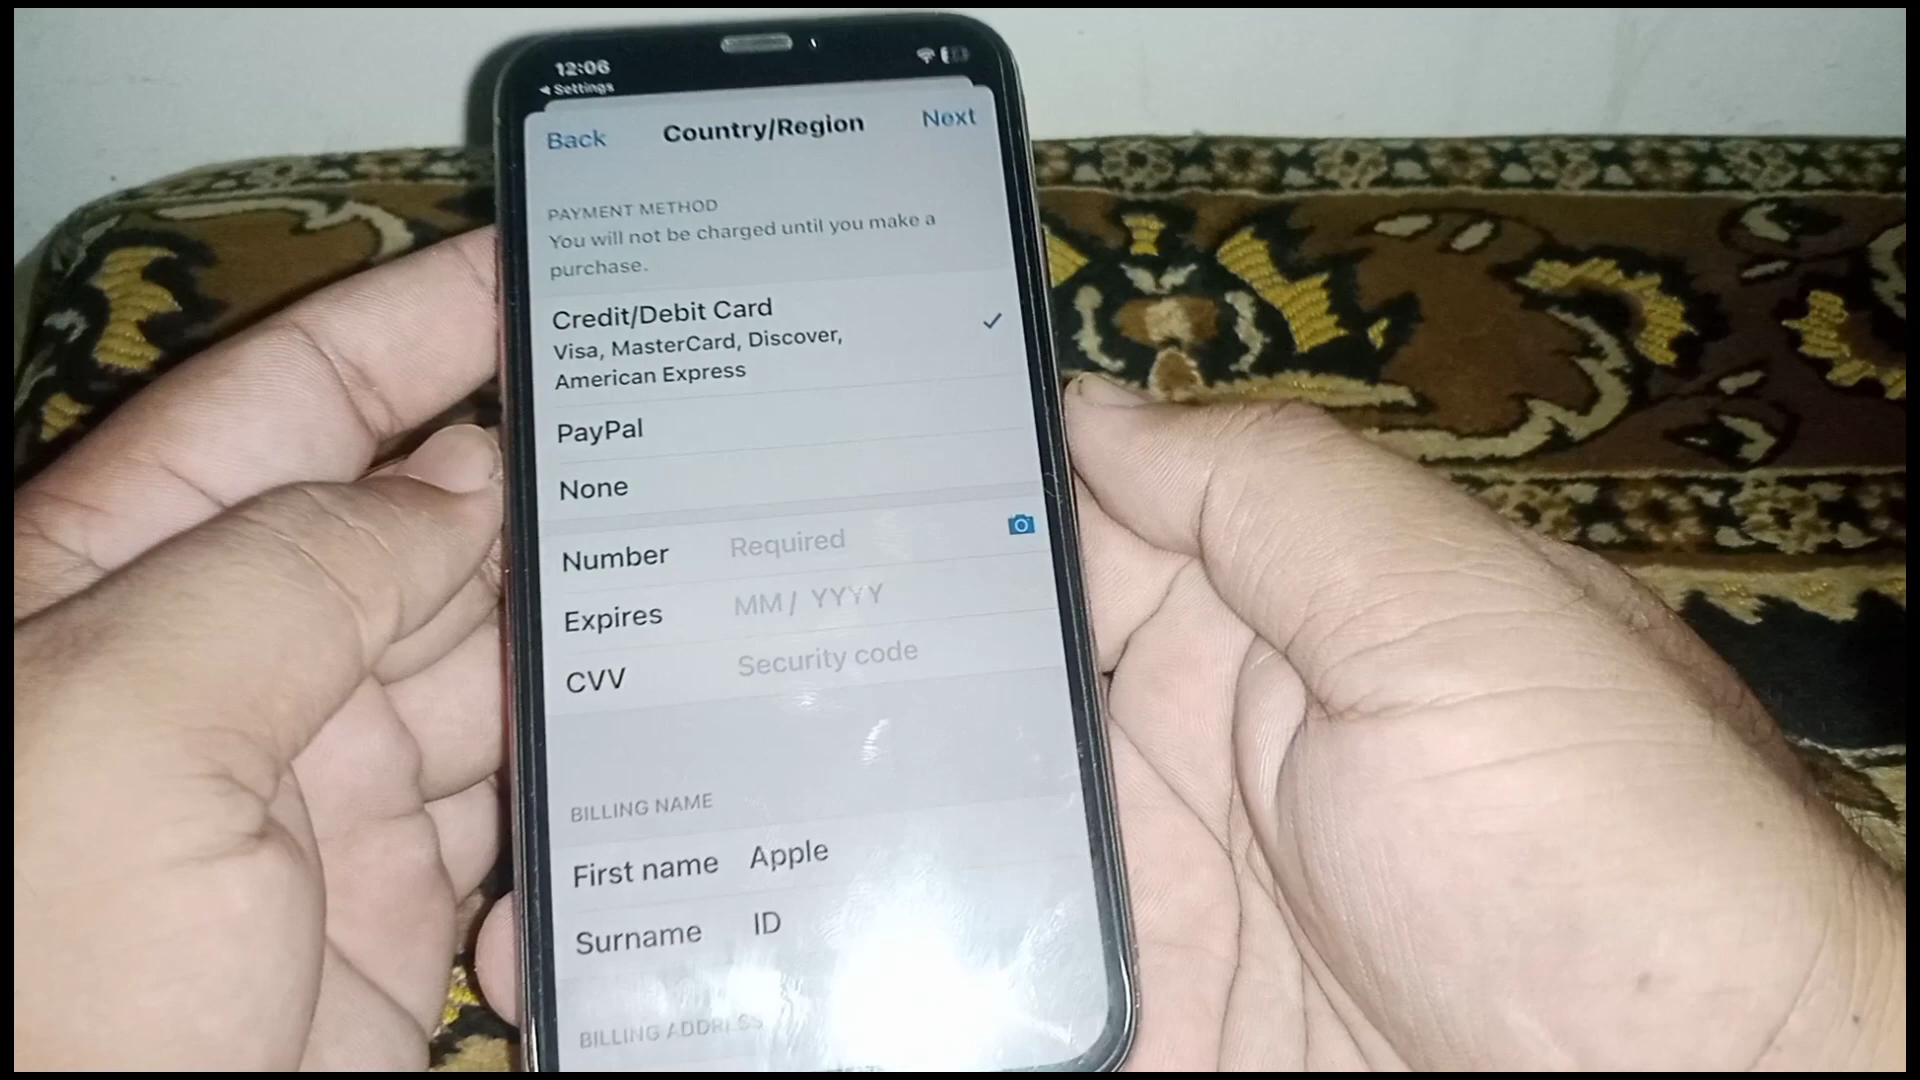 12:06
◀ Settings
Back Country/Region Next
PAYMENT METHOD
You will not be charged until you make a
purchase.
Credit/Debit Card
Visa, MasterCard, Discover,
American Express
PayPal
None
Number Required
Expires MM / YYYY
CVV Security code
BILLING NAME
First name Apple
Surname ID
BILLING ADDRESS